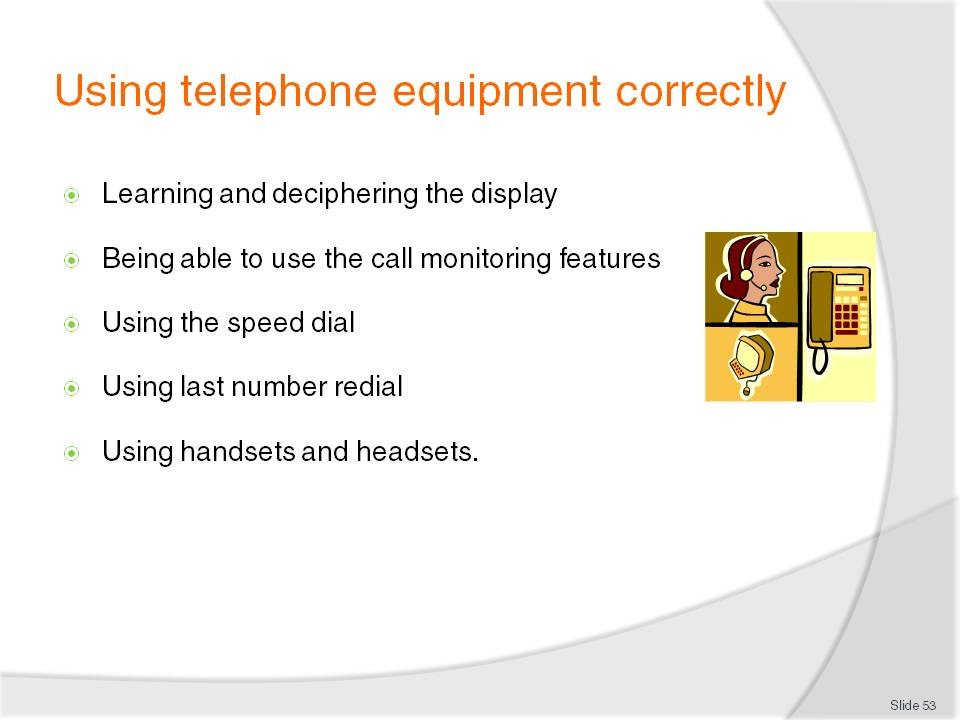 Using telephone equipment correctly
Learning and deciphering the display
Being able to use the call monitoring features
Using the speed dial
Using last number redial
Using handsets and headsets.
Slide 53